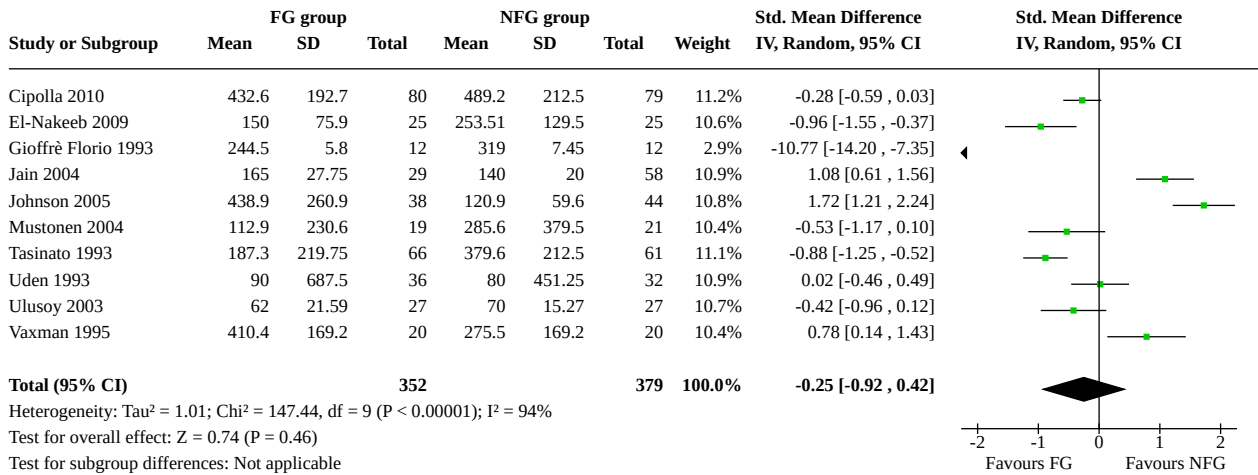 FG group NFG group Std. Mean Difference Std. Mean Difference
Study or Subgroup Mean SD Total Mean SD Total Weight IV, Random, 95% CI IV, Random, 95% CI
Cipolla 2010 432.6 192.7 80 489.2 212.5 79 11.2% -0.28 [-0.59 , 0.03]
El-Nakeeb 2009 150 75.9 25 253.51 129.5 25 10.6% -0.96 [-1.55 , -0.37]
Gioffrè Florio 1993 244.5 5.8 12 319 7.45 12 2.9% -10.77 [-14.20 , -7.35]
Jain 2004 165 27.75 29 140 20 58 10.9% 1.08 [0.61 , 1.56]
Johnson 2005 438.9 260.9 38 120.9 59.6 44 10.8% 1.72 [1.21 , 2.24]
Mustonen 2004 112.9 230.6 19 285.6 379.5 21 10.4% -0.53 [-1.17 , 0.10]
Tasinato 1993 187.3 219.75 66 379.6 212.5 61 11.1% -0.88 [-1.25 , -0.52]
Uden 1993 90 687.5 36 80 451.25 32 10.9% 0.02 [-0.46 , 0.49]
Ulusoy 2003 62 21.59 27 70 15.27 27 10.7% -0.42 [-0.96 , 0.12]
Vaxman 1995 410.4 169.2 20 275.5 169.2 20 10.4% 0.78 [0.14 , 1.43]
Total (95% CI) 352 379 100.0% -0.25 [-0.92 , 0.42]
Heterogeneity: Tau² = 1.01; Chi² = 147.44, df = 9 (P < 0.00001); I² = 94%
Test for overall effect: Z = 0.74 (P = 0.46) -2 -1 0 1 2
Test for subgroup differences: Not applicable Favours FG Favours NFG